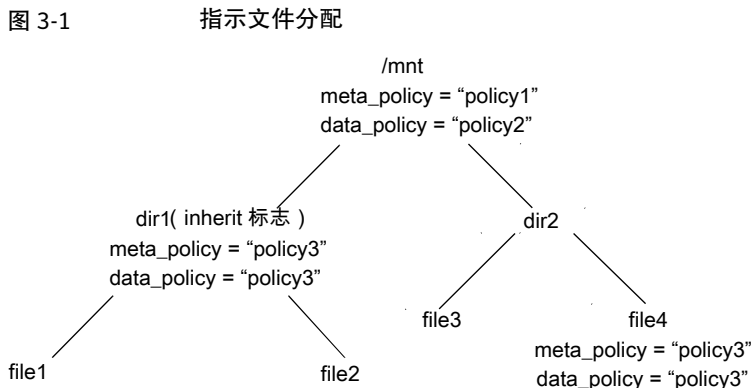 图 3-1 指示文件分配
/mnt
meta_policy = “policy1”
data_policy = “policy2”
dir1( inherit 标志 )
meta_policy = “policy3”
data_policy = “policy3”
dir2
file1
file2
file3
file4
meta_policy = “policy3”
data_policy = “policy3”